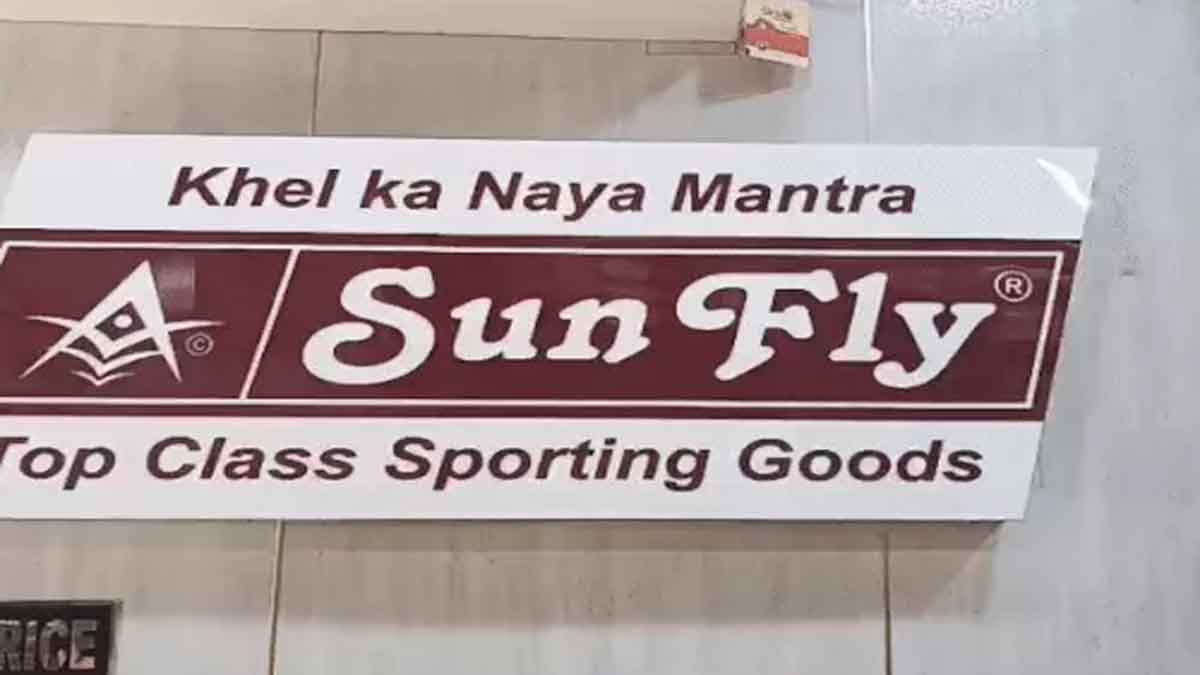 Khel ka Naya Mantra
©
Sun Fly®
Top Class Sporting Goods
RICE